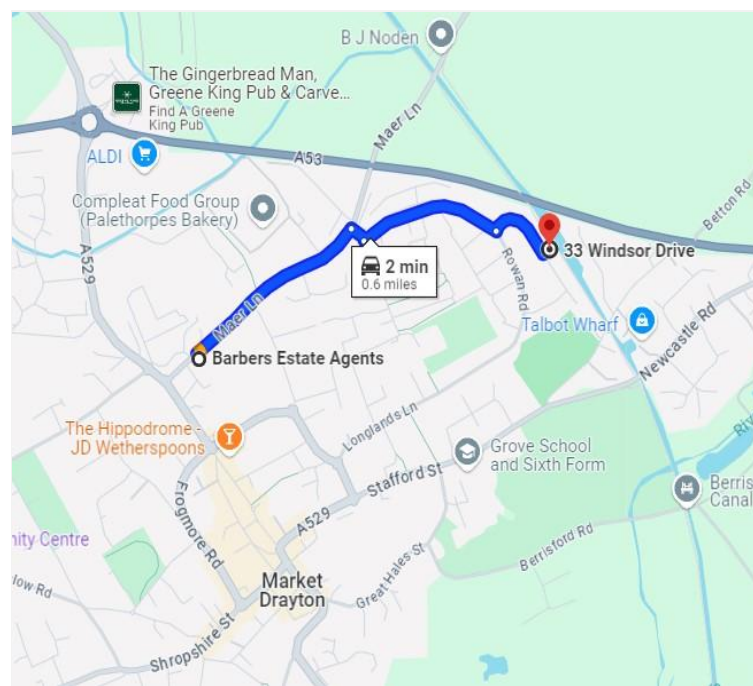 B J Noden
The Gingerbread Man,
Greene King Pub & Carve...
Find A Greene
King Pub
Maer Ln
ALDI
A53
Compleat Food Group
(Palethorpes Bakery)
Betton Rd
A529
33 Windsor Drive
2 min
0.6 miles
Rowan Rd
Maer Ln
Talbot Wharf
Newcastle Rd
Barbers Estate Agents
The Hippodrome -
JD Wetherspoons
Longlands Ln
Grove School
and Sixth Form
Stafford St
Riv
Berris
Canal
Frogmore Rd
A529
nity Centre
Berrisford Rd
Market
Drayton
Great Hales St
low Rd
Shropshire St